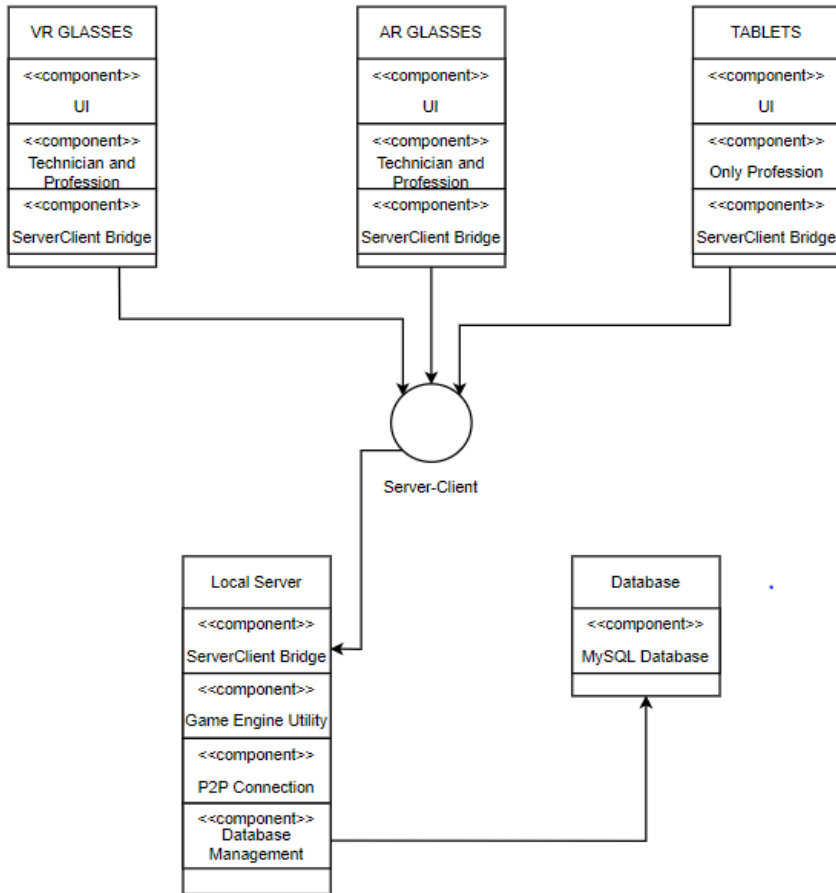 VR GLASSES
<<component>>
UI
<<component>>
Technician and
Profession
<<component>>
ServerClient Bridge
AR GLASSES
<<component>>
UI
<<component>>
Technician and
Profession
<<component>>
ServerClient Bridge
TABLETS
<<component>>
UI
<<component>>
Only Profession
<<component>>
ServerClient Bridge
Server-Client
Local Server
<<component>>
ServerClient Bridge
<<component>>
Game Engine Utility
<<component>>
P2P Connection
<<component>>
Database
Management
Database
<<component>>
MySQL Database